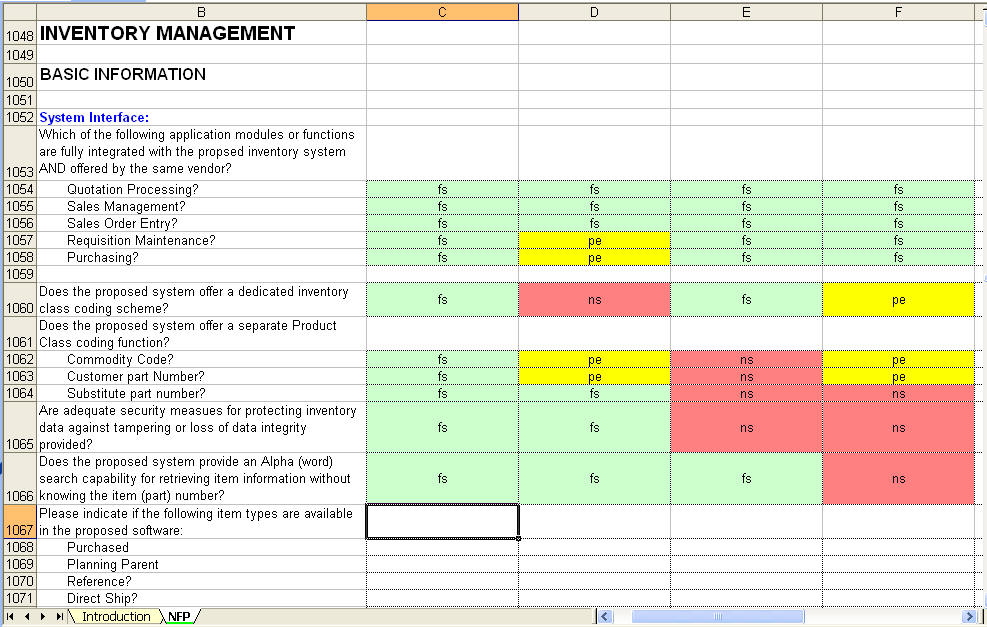 B C D E F
1048 INVENTORY MANAGEMENT
1049
1050 BASIC INFORMATION
1051
1052 System Interface:
Which of the following application modules or functions
are fully integrated with the propsed inventory system
1053 AND offered by the same vendor?
1054 Quotation Processing? fs fs fs fs
1055 Sales Management? fs fs fs fs
1056 Sales Order Entry? fs fs fs fs
1057 Requisition Maintenance? fs pe fs fs
1058 Purchasing? fs pe fs fs
1059
Does the proposed system offer a dedicated inventory
1060 class coding scheme? fs ns fs pe
Does the proposed system offer a separate Product
1061 Class coding function?
1062 Commodity Code? fs pe ns pe
1063 Customer part Number? fs pe ns pe
1064 Substitute part number? fs fs ns ns
Are adequate security measues for protecting inventory
data against tampering or loss of data integrity fs fs ns ns
1065 provided?
Does the proposed system provide an Alpha (word)
search capability for retrieving item information without fs fs fs ns
1066 knowing the item (part) number?
Please indicate if the following item types are available
1067 in the proposed software:
1068 Purchased
1069 Planning Parent
1070 Reference?
1071 Direct Ship?
Introduction NFP